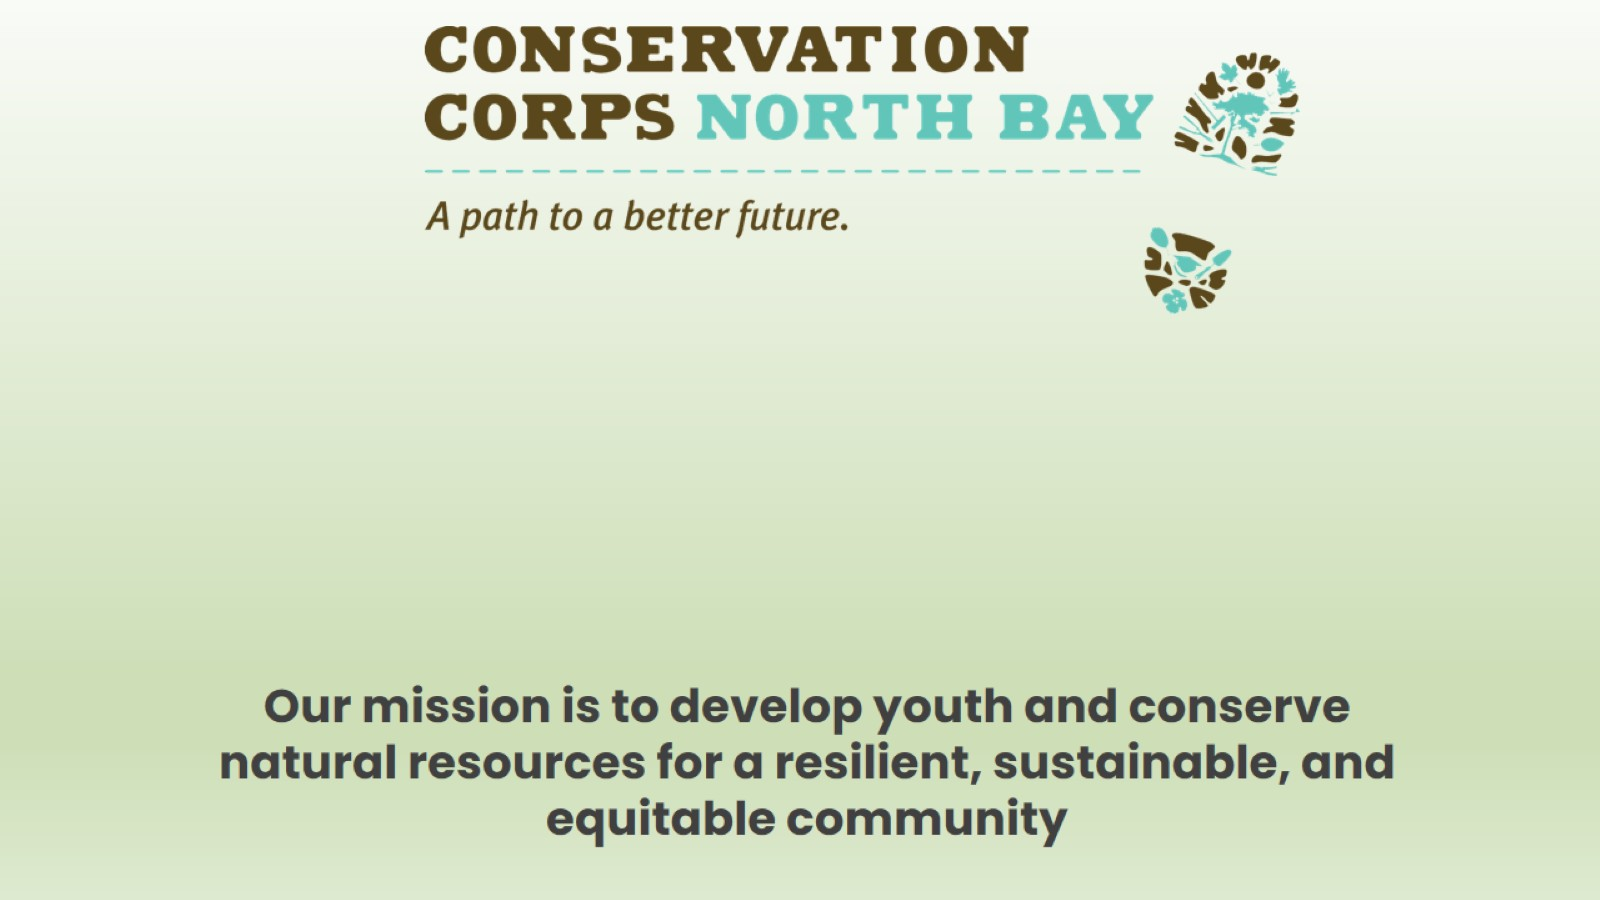 CONSERVATION
CORPS NORTH BAY
A path to a better future.
Our mission is to develop youth and conserve
natural resources for a resilient, sustainable, and
equitable community